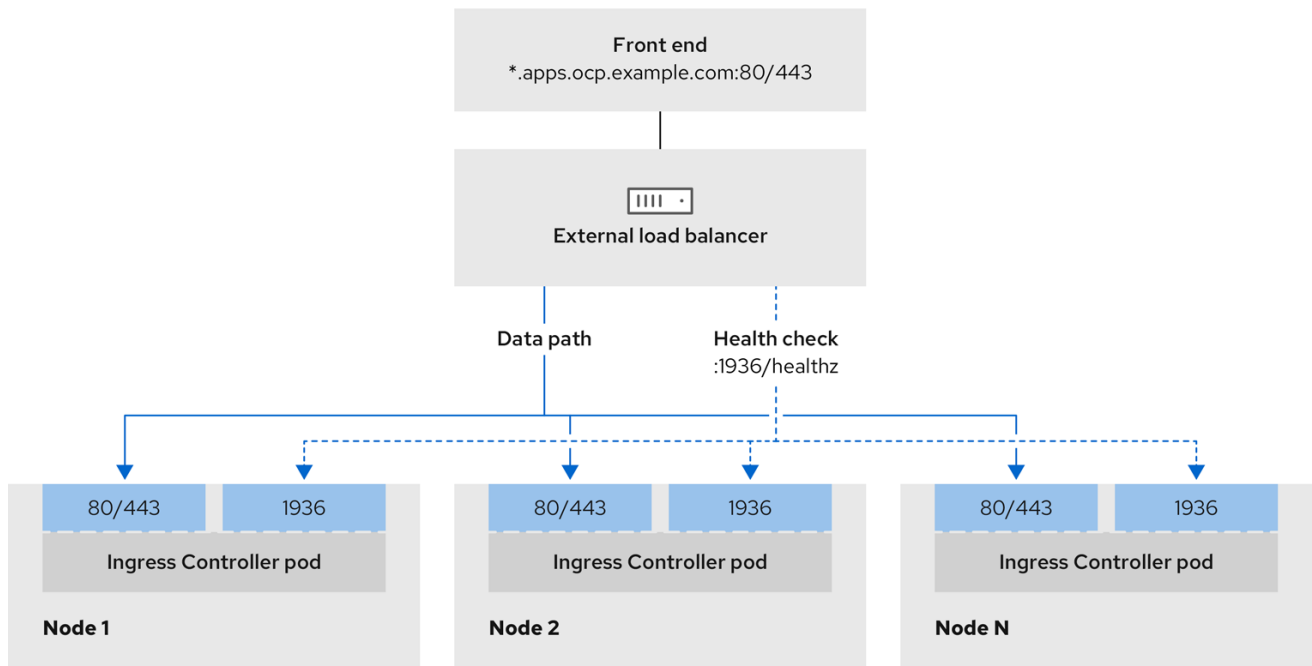 Front end
*.apps.ocp.example.com:80/443
External load balancer
Data path
Health check
:1936/healthz
80/443
1936
80/443
1936
80/443
1936
Ingress Controller pod
Ingress Controller pod
Ingress Controller pod
Node 1
Node 2
Node N